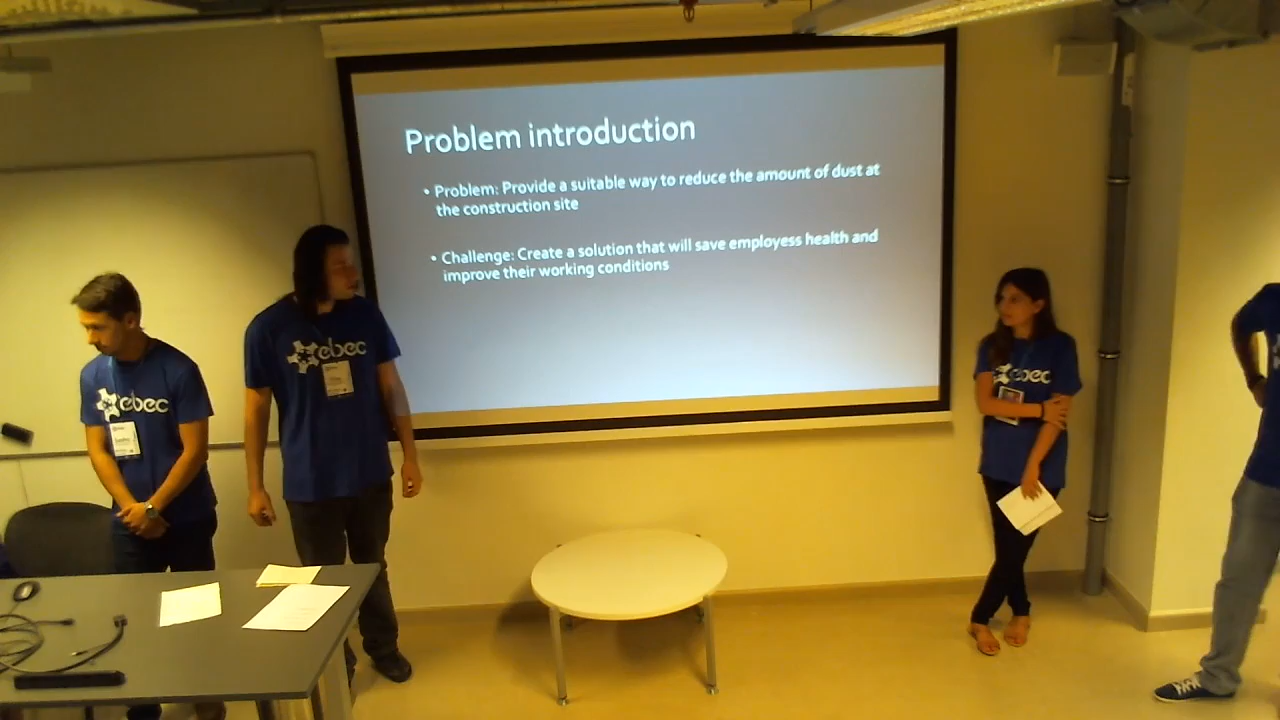 Problem introduction
• Problem: Provide a suitable way to reduce the amount of dust at
the construction site
• Challenge: Create a solution that will save employess health and
improve their working conditions
ebec
ebec
ebec